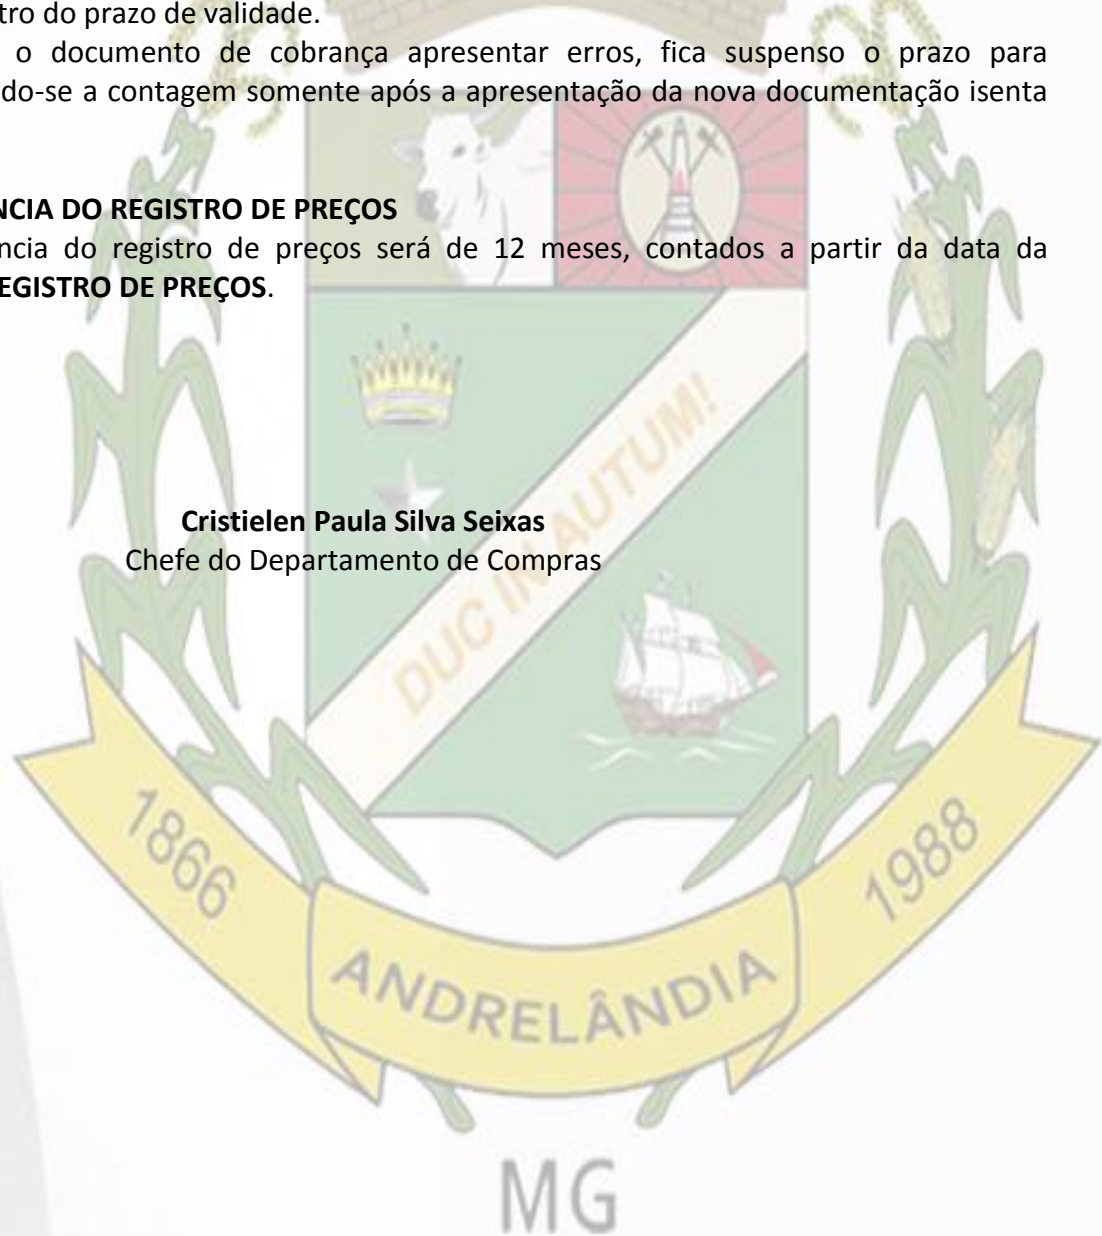 tro do prazo de validade.
o documento de cobrança apresentar erros, fica suspenso o prazo para
do-se a contagem somente após a apresentação da nova documentação isenta
NCIA DO REGISTRO DE PREÇOS
ncia do registro de preços será de 12 meses, contados a partir da data da
EGISTRO DE PREÇOS.
DUC IN AUTUM!
Cristielen Paula Silva Seixas
Chefe do Departamento de Compras
1866
1988
ANDRELÂNDIA
MG